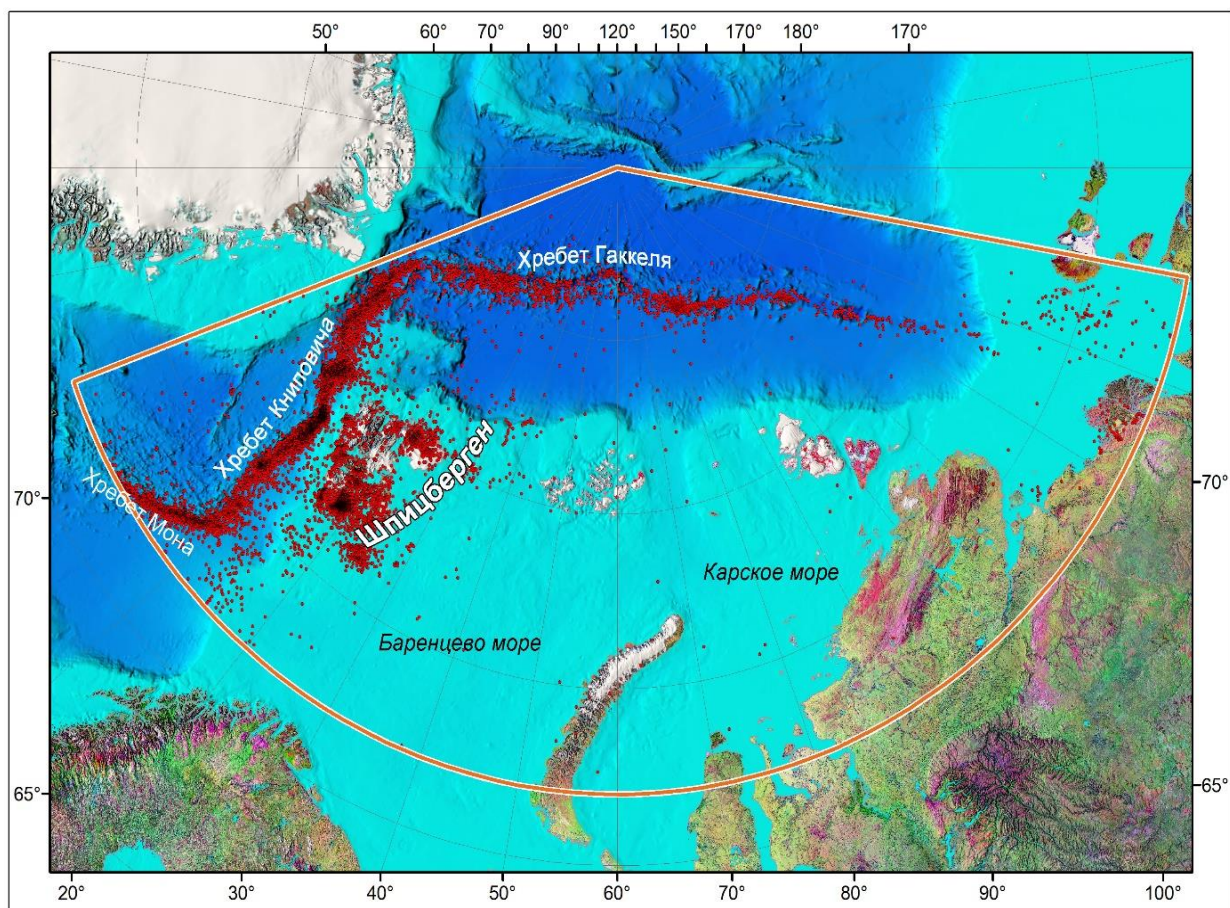 50° 60° 70° 90° 120° 150° 170° 180° 170°
Хребет Гаккеля
Хребет Книповича
Шпицберген
Хребет Мона
70° 70°
Карское море
Баренцево море
65° 65°
20° 30° 40° 50° 60° 70° 80° 90° 100°